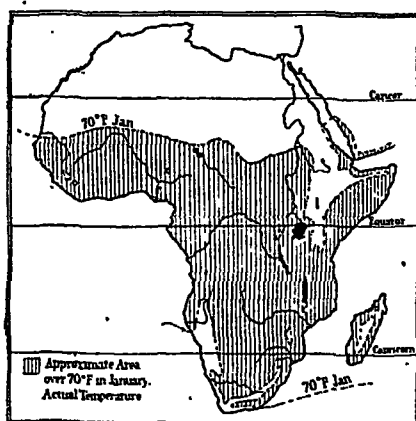 Cancer
70°F Jan
Equator
Capricorn
Approximate Area
over 70°F in January.
Actual Temperature
70°F Jan